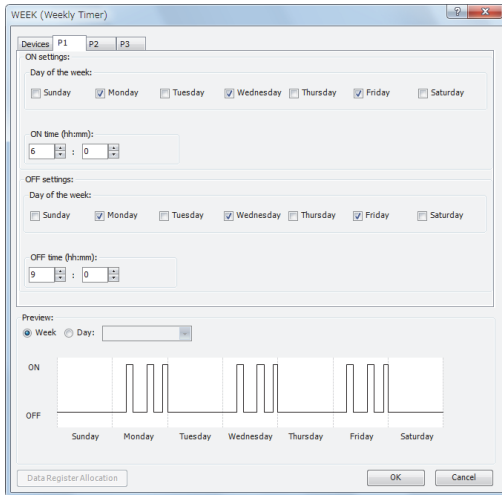 WEEK (Weekly Timer)
Devices P1 P2 P3
ON settings:
Day of the week:
Sunday Monday Tuesday Wednesday Thursday Friday Saturday
ON time (hh:mm):
6 : 0
OFF settings:
Day of the week:
Sunday Monday Tuesday Wednesday Thursday Friday Saturday
OFF time (hh:mm):
9 : 0
Preview:
Week Day:
ON
OFF
Sunday Monday Tuesday Wednesday Thursday Friday Saturday
Data Register Allocation OK Cancel